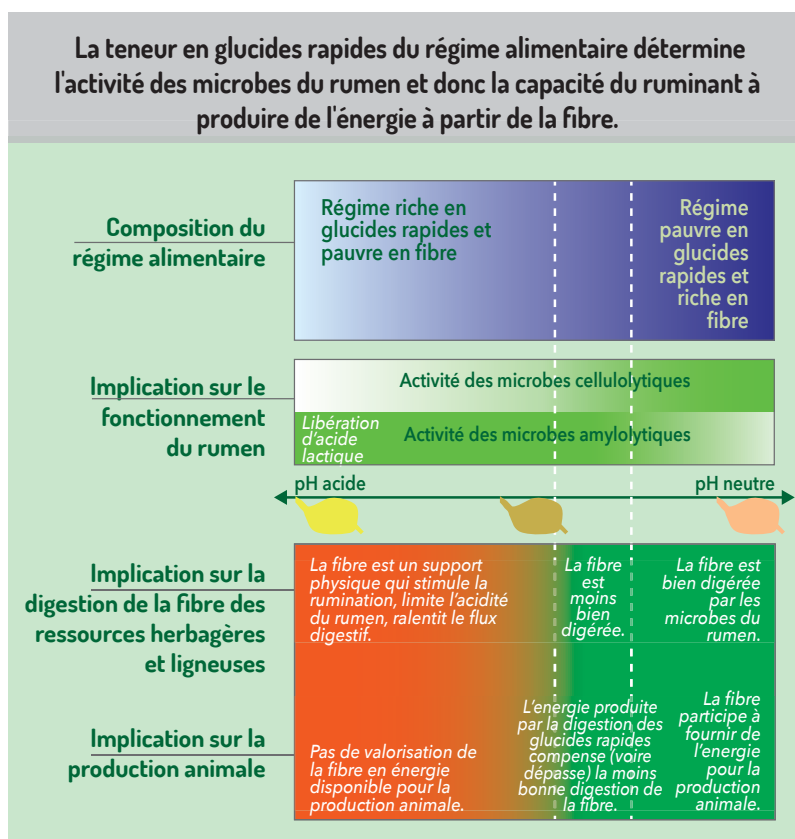 La teneur en glucides rapides du régime alimentaire détermine
l'activité des microbes du rumen et donc la capacité du ruminant à
produire de l'énergie à partir de la fibre.
Composition du
régime alimentaire
Régime riche en
glucides rapides et
pauvre en fibre
Régime
pauvre en
glucides
rapides et
riche en
fibre
Implication sur le
fonctionnement
du rumen
Activité des microbes cellulolytiques
Libération
d'acide
lactique
Activité des microbes amylolytiques
pH acide
pH neutre
Implication sur la
digestion de la fibre des
ressources herbagères
et ligneuses
La fibre est un support
physique qui stimule la
rumination, limite l'acidité
du rumen, ralentit le flux
digestif.
La fibre
est
moins
bien
digérée.
La fibre est
bien digérée
par les
microbes du
rumen.
Implication sur la
production animale
Pas de valorisation de
la fibre en énergie
disponible pour la
production animale.
L'energie produite
par la digestion des
glucides rapides
compense (voire
dépasse) la moins
bonne digestion de
la fibre.
La fibre
participe à
fournir de
l'energie
pour la
production
animale.